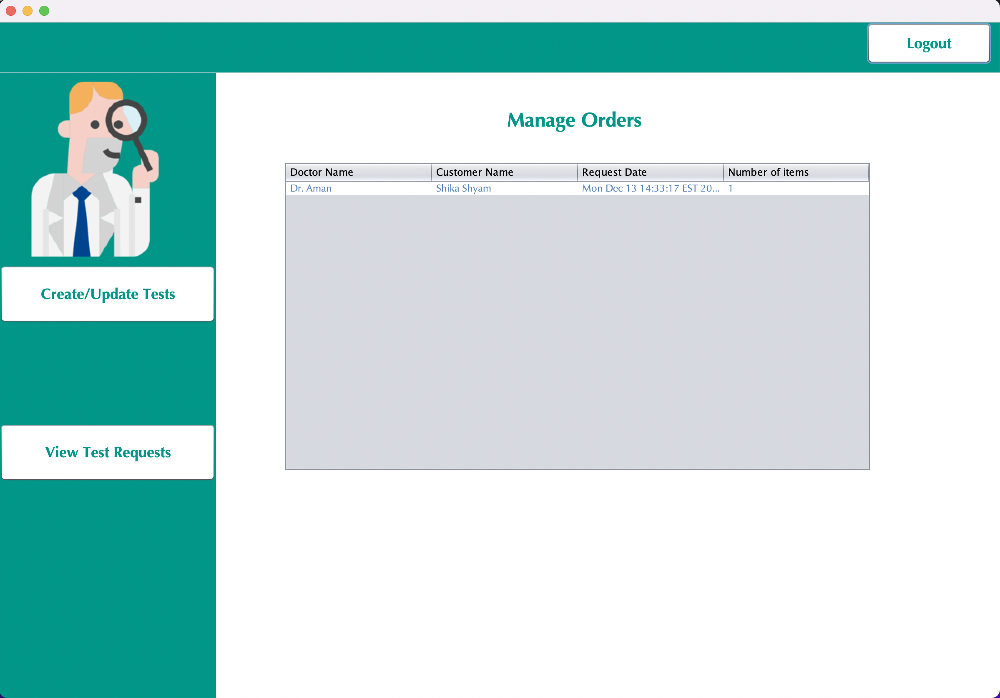 Logout
Manage Orders
Doctor Name Customer Name Request Date Number of items
Dr. Aman Shika Shyam Mon Dec 13 14:33:17 EST 20... 1
Create/Update Tests
View Test Requests